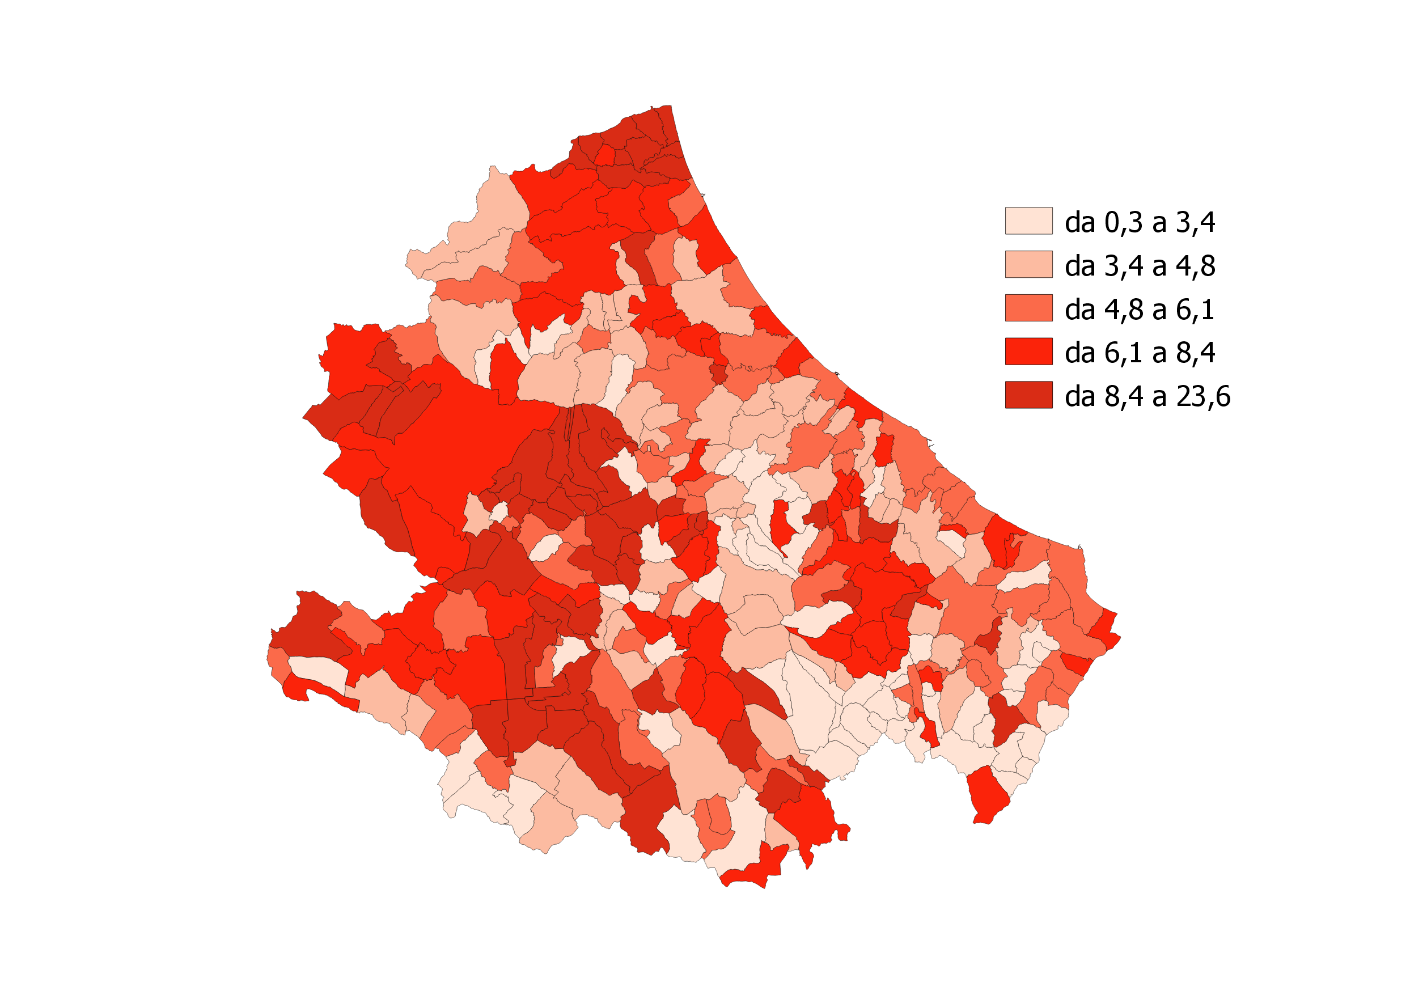 da 0,3 a 3,4
da 3,4 a 4,8
da 4,8 a 6,1
da 6,1 a 8,4
da 8,4 a 23,6